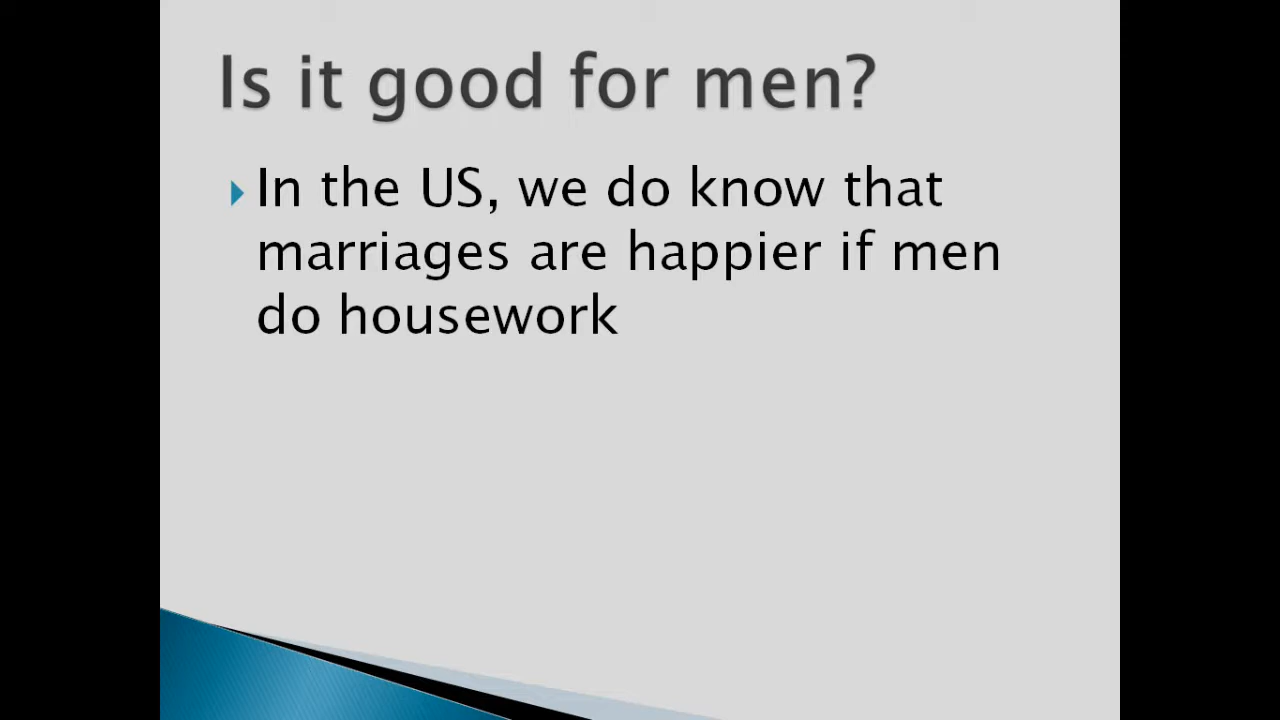 Is it good for men?
In the US, we do know that
marriages are happier if men
do housework